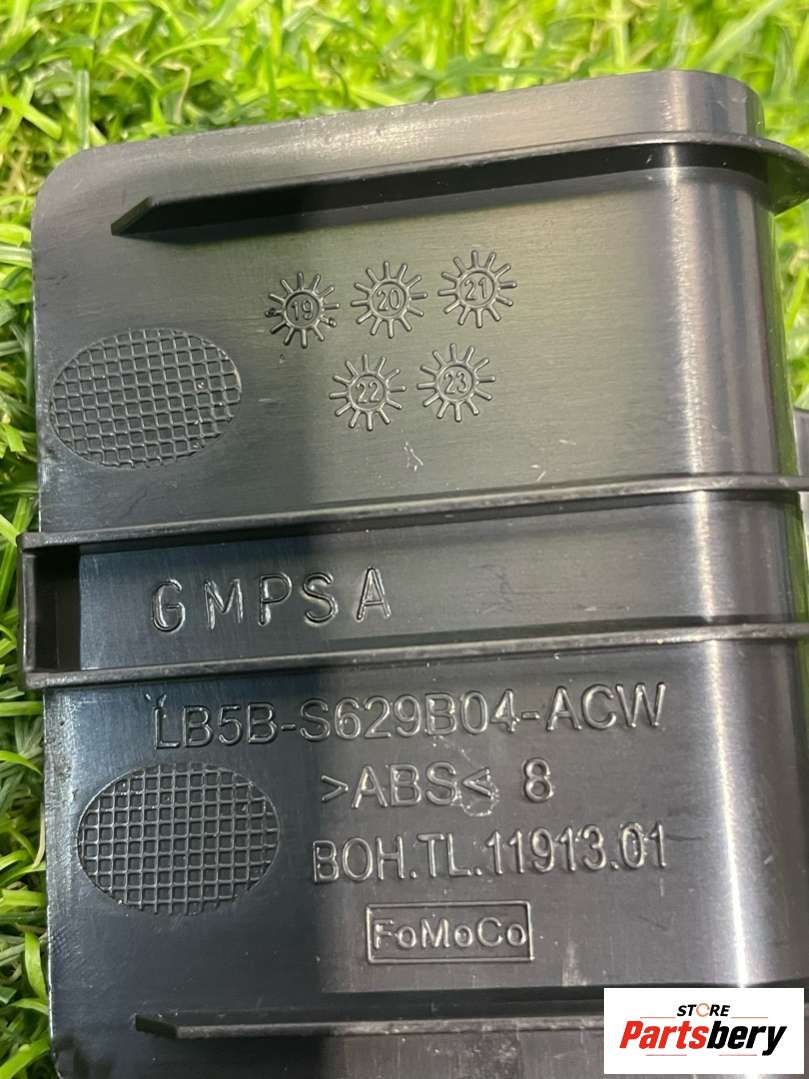 19 20 21
22 23
GMPSA
LB5B-S629B04-ACW
>ABS< 8
BOH.TL.11913.01
FoMoCo
STORE
Partsbery